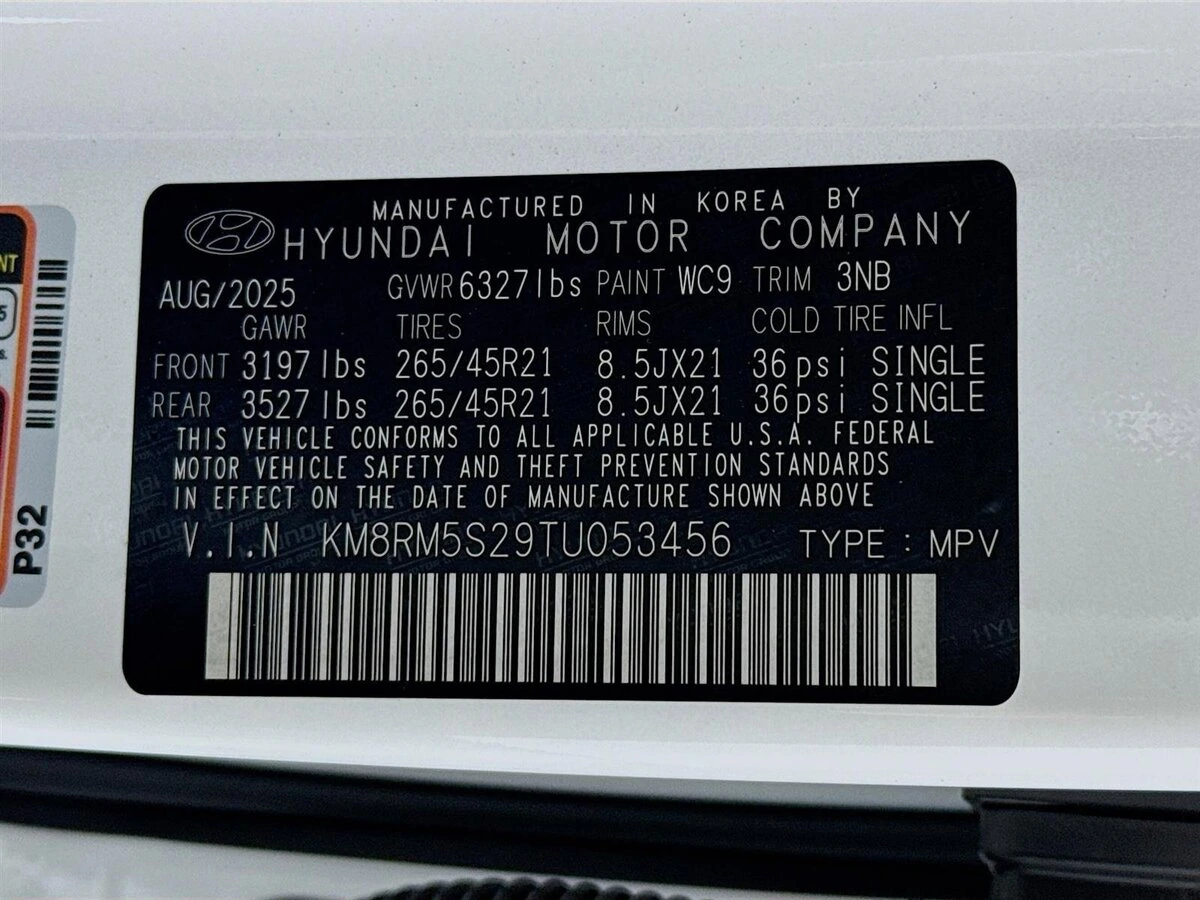 MANUFACTURED IN KOREA BY
HYUNDAI MOTOR COMPANY
AUG/2025 GVWR 6327lbs PAINT WC9 TRIM 3NB
GAWR TIRES RIMS COLD TIRE INFL
FRONT 3197lbs 265/45R21 8.5JX21 36psi SINGLE
REAR 3527lbs 265/45R21 8.5JX21 36psi SINGLE
THIS VEHICLE CONFORMS TO ALL APPLICABLE U.S.A. FEDERAL
MOTOR VEHICLE SAFETY AND THEFT PREVENTION STANDARDS
IN EFFECT ON THE DATE OF MANUFACTURE SHOWN ABOVE
V.I.N KM8RM5S29TU053456 TYPE : MPV
P32